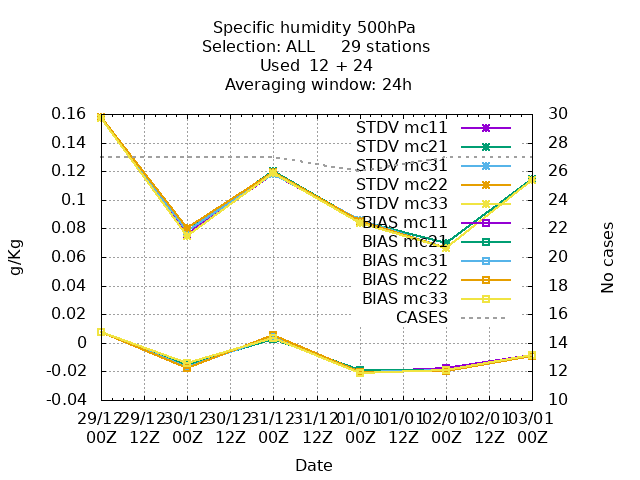 Specific humidity 500hPa
Selection: ALL 29 stations
Used 12 + 24
Averaging window: 24h
0.16
0.14
0.12
0.1
0.08
0.06
0.04
0.02
0
-0.02
-0.04
g/Kg
30
28
26
24
22
20
18
16
14
12
10
No cases
STDV mc11
STDV mc21
STDV mc31
STDV mc22
STDV mc33
BIAS mc11
BIAS mc21
BIAS mc31
BIAS mc22
BIAS mc33
CASES
29/12 29/12 30/12 30/12 31/12 31/12 01/01 01/01 02/01 02/01 03/01
00Z 12Z 00Z 12Z 00Z 12Z 00Z 12Z 00Z 12Z 00Z
Date